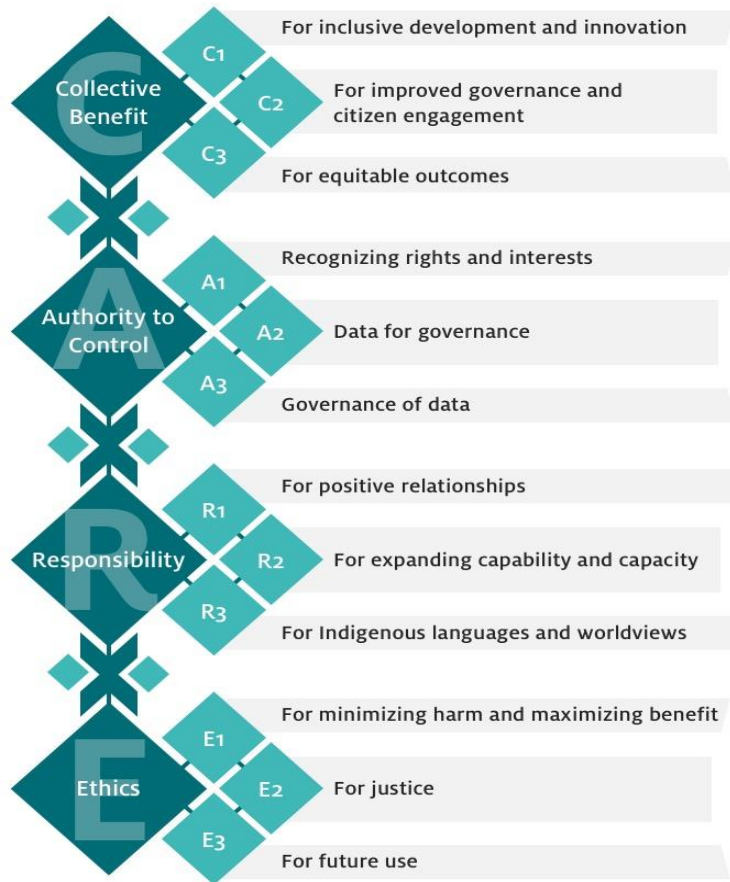 C
Collective
Benefit
C1
For inclusive development and innovation
C2
For improved governance and
citizen engagement
C3
For equitable outcomes
A
Authority to
Control
A1
Recognizing rights and interests
A2
Data for governance
A3
Governance of data
R
Responsibility
R1
For positive relationships
R2
For expanding capability and capacity
R3
For Indigenous languages and worldviews
E
Ethics
E1
For minimizing harm and maximizing benefit
E2
For justice
E3
For future use